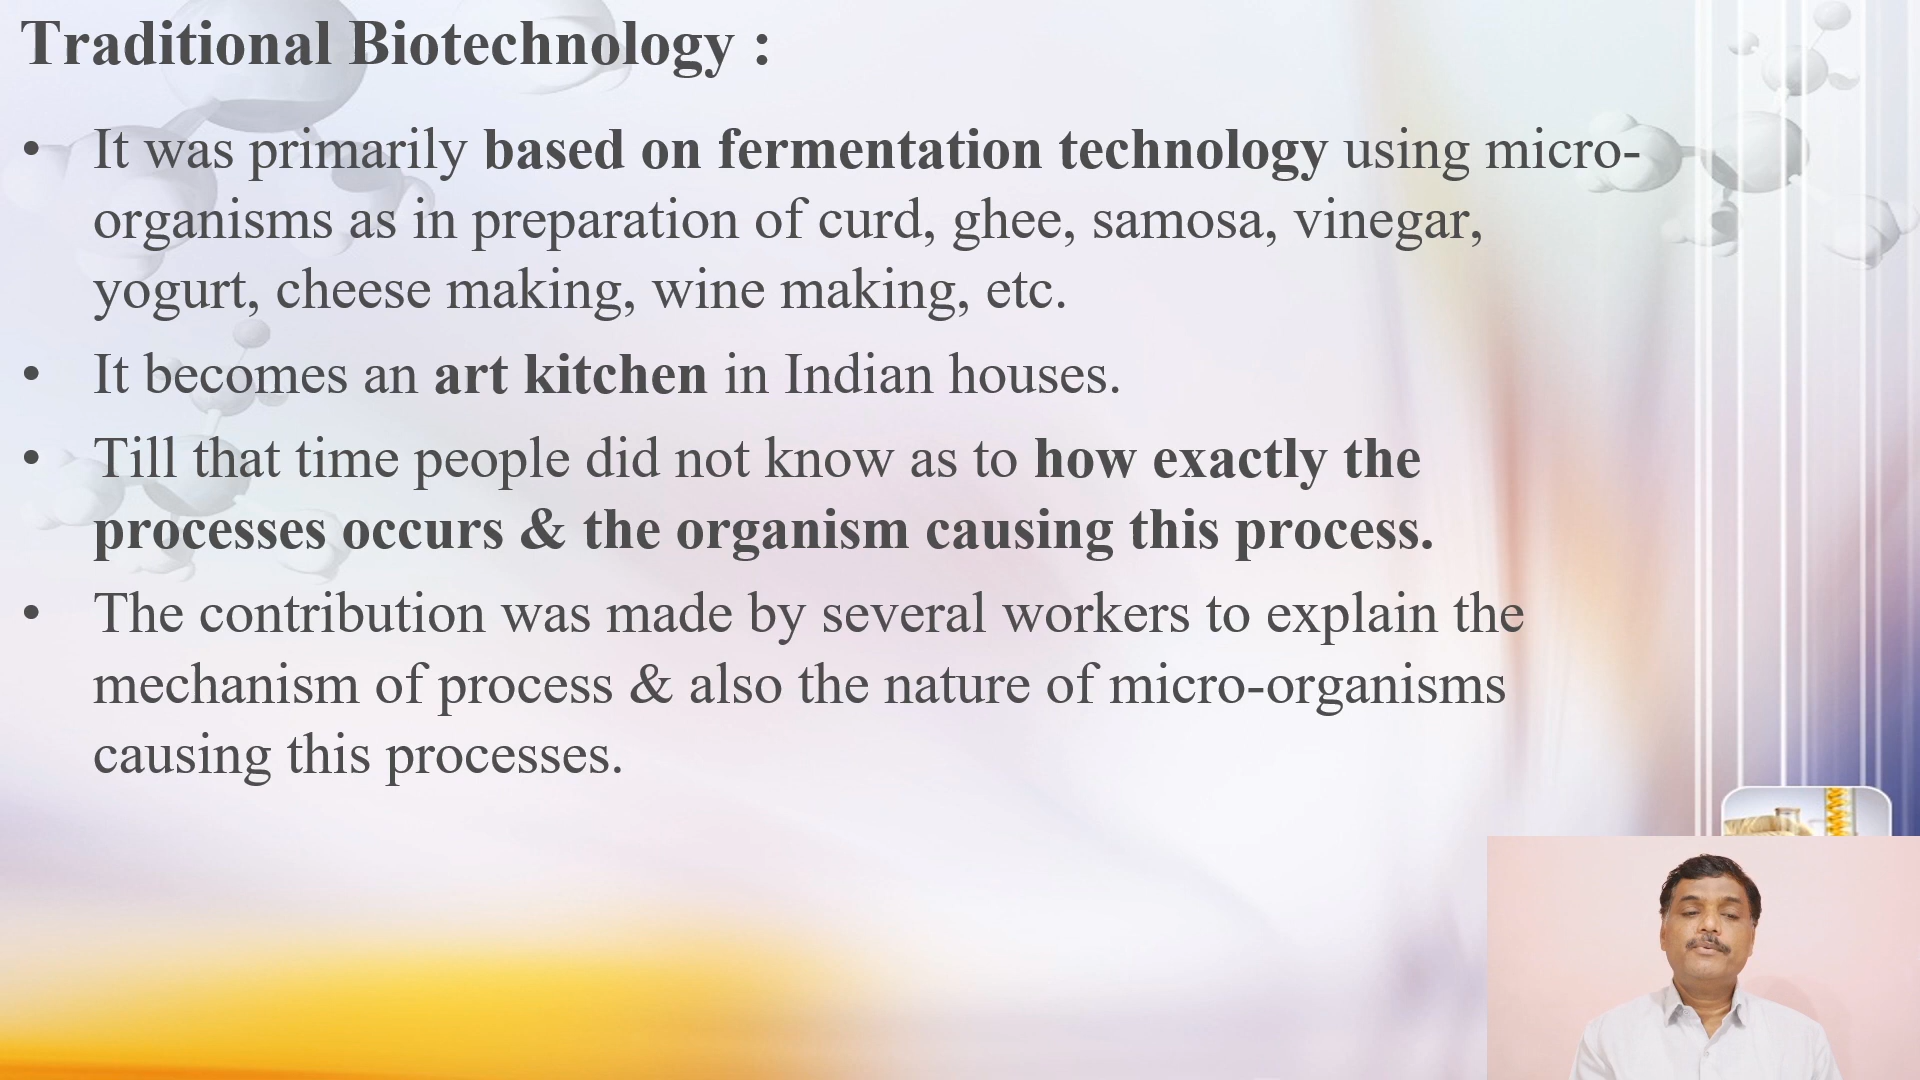 Traditional Biotechnology :
• It was primarily based on fermentation technology using micro-
organisms as in preparation of curd, ghee, samosa, vinegar,
yogurt, cheese making, wine making, etc.
• It becomes an art kitchen in Indian houses.
• Till that time people did not know as to how exactly the
processes occurs & the organism causing this process.
• The contribution was made by several workers to explain the
mechanism of process & also the nature of micro-organisms
causing this processes.